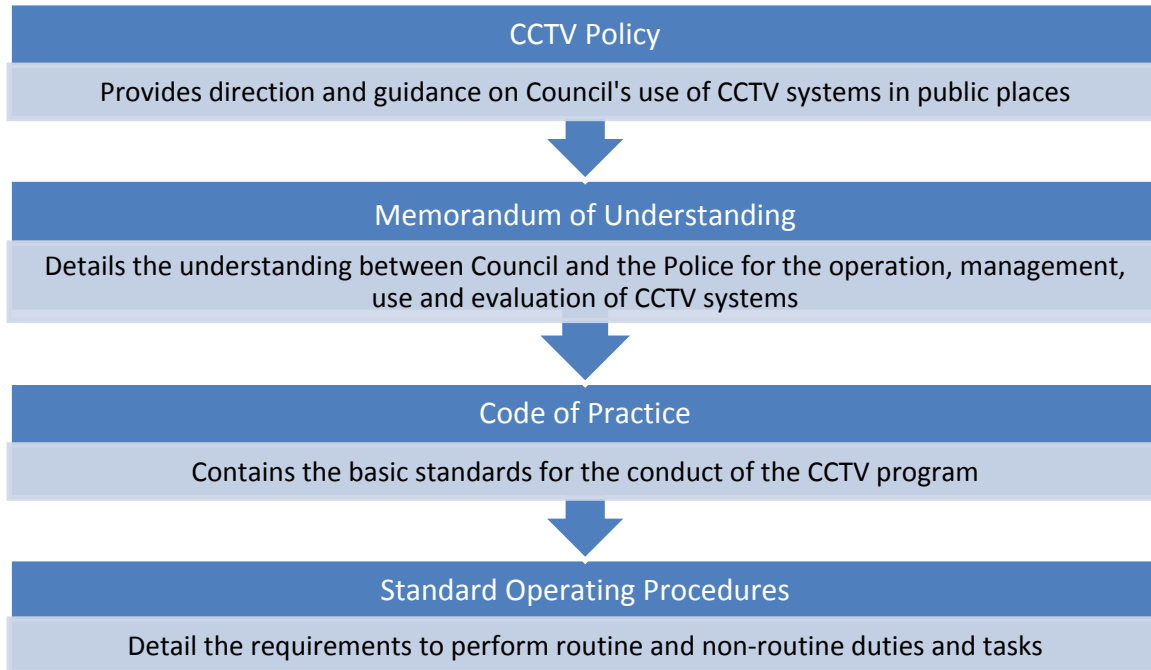 CCTV Policy
Provides direction and guidance on Council's use of CCTV systems in public places
Memorandum of Understanding
Details the understanding between Council and the Police for the operation, management,
use and evaluation of CCTV systems
Code of Practice
Contains the basic standards for the conduct of the CCTV program
Standard Operating Procedures
Detail the requirements to perform routine and non-routine duties and tasks